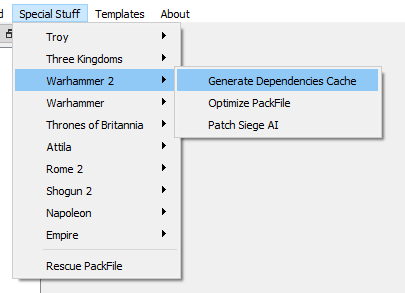 d Special Stuff Templates About
Troy
Three Kingdoms
Warhammer 2
Generate Dependencies Cache
Warhammer
Optimize PackFile
Thrones of Britannia
Patch Siege AI
Attila
Rome 2
Shogun 2
Napoleon
Empire
Rescue PackFile